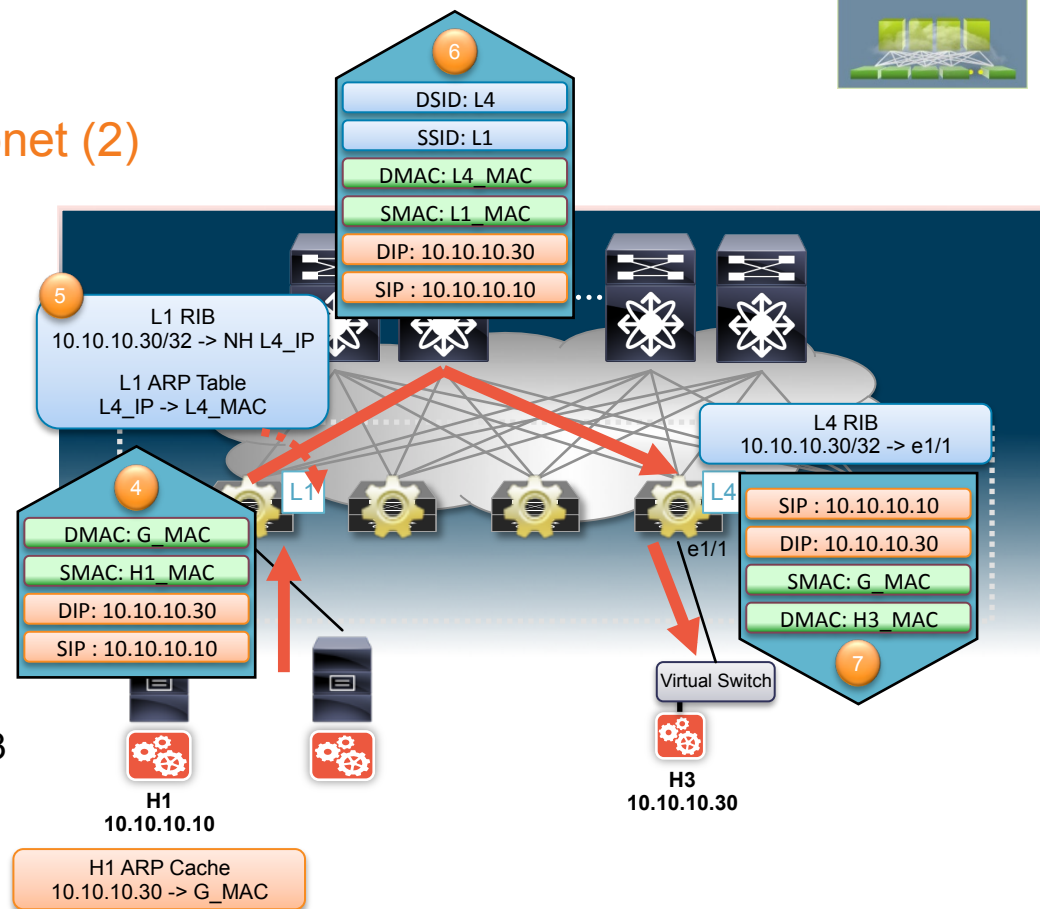 net (2)
6
DSID: L4
SSID: L1
DMAC: L4_MAC
SMAC: L1_MAC
DIP: 10.10.10.30
SIP : 10.10.10.10
5
L1 RIB
10.10.10.30/32 -> NH L4_IP
L1 ARP Table
L4_IP -> L4_MAC
L4 RIB
10.10.10.30/32 -> e1/1
4
DMAC: G_MAC
SMAC: H1_MAC
DIP: 10.10.10.30
SIP : 10.10.10.10
L1
L4
e1/1
SIP : 10.10.10.10
DIP: 10.10.10.30
SMAC: G_MAC
DMAC: H3_MAC
7
Virtual Switch
3
H1
10.10.10.10
H3
10.10.10.30
H1 ARP Cache
10.10.10.30 -> G_MAC